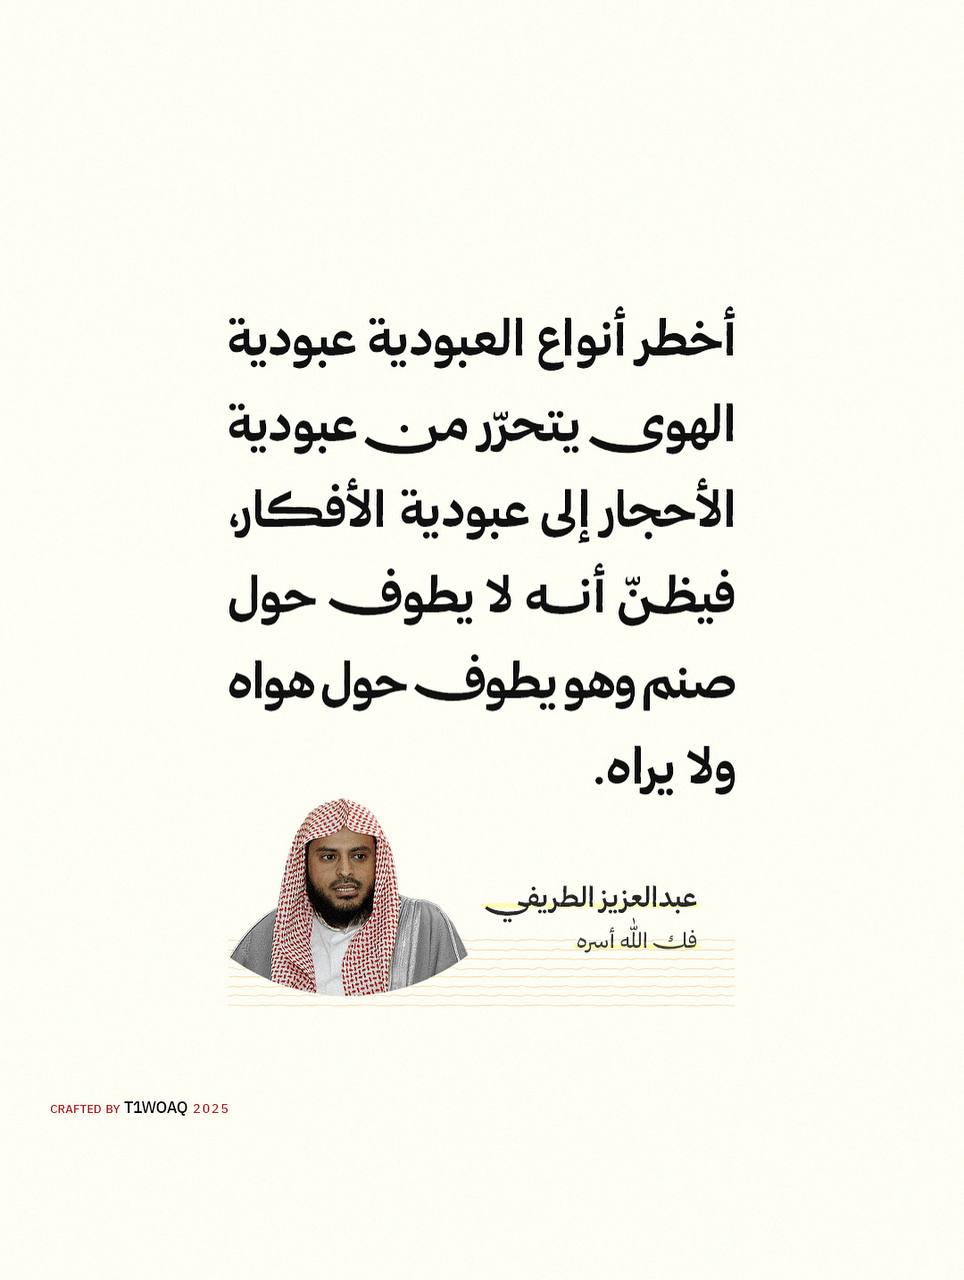 أخطر أنواع العبودية عبودية
الهوى يتحرّر من عبودية
الأحجار إلى عبودية الأفكار،
فيظنّ أنه لا يطوف حول
صنم وهو يطوف حول هواه
ولا يراه.
عبدالعزيز الطريفي
فك الله أسره
CRAFTED BY T1WOAQ 2025